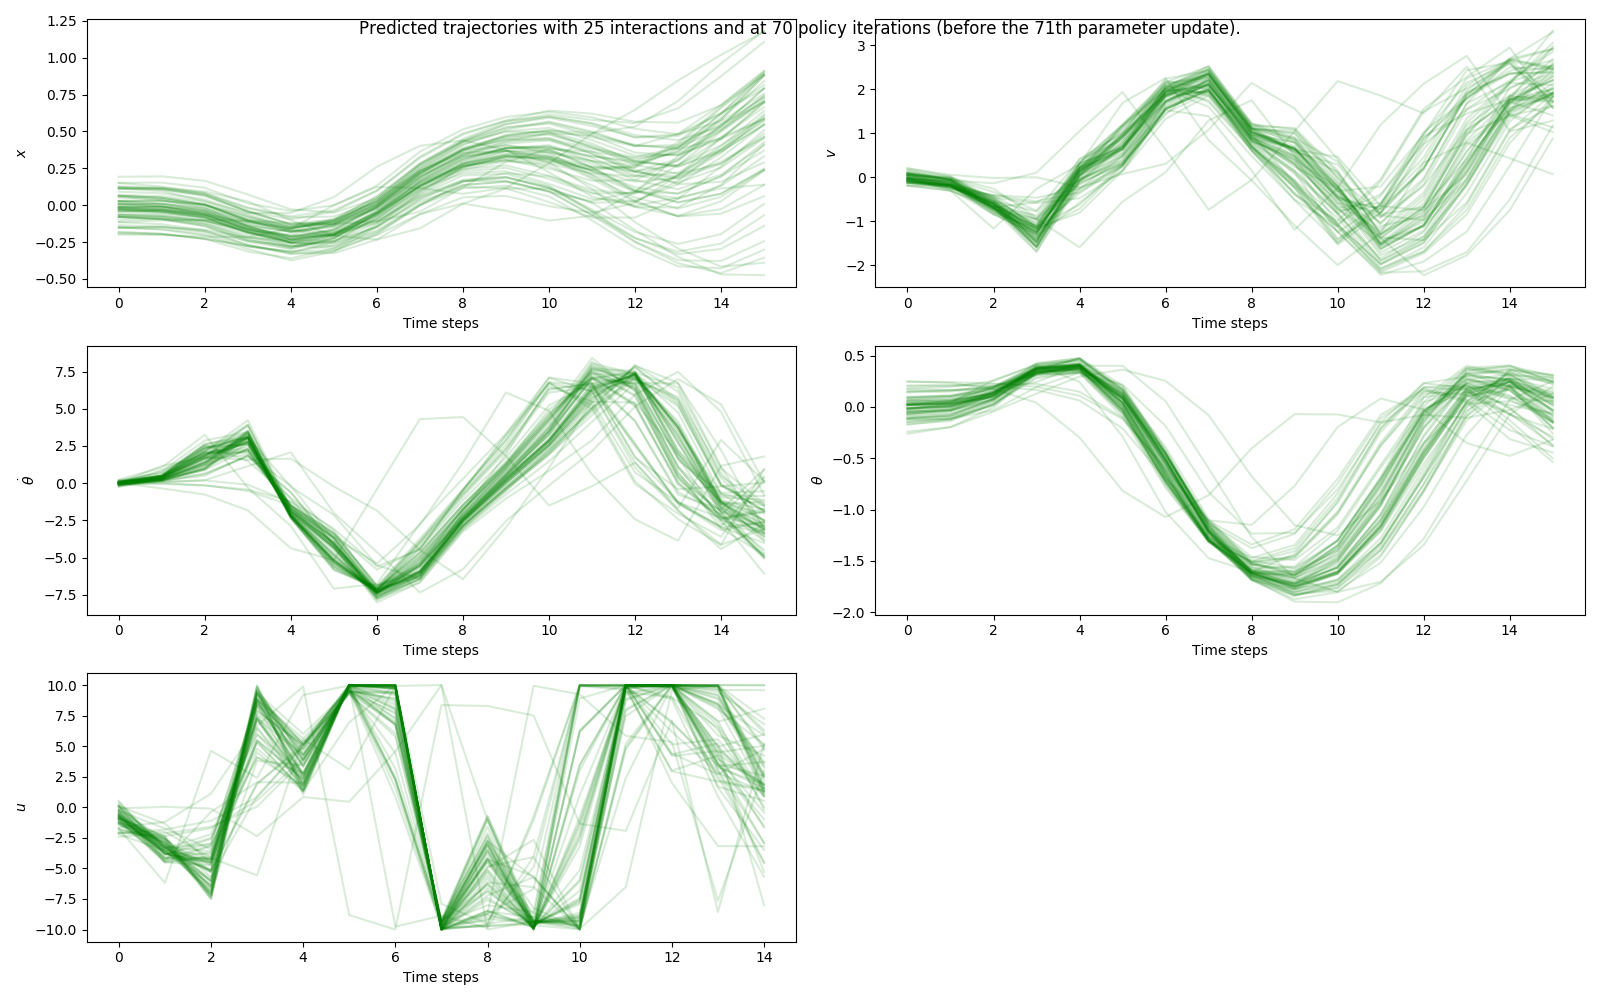 Predicted trajectories with 25 interactions and at 70 policy iterations (before the 71th parameter update).
1.25
1.00
0.75
0.50
0.25
0.00
−0.25
−0.50
x
0 2 4 6 8 10 12 14
Time steps
3
2
1
0
−1
−2
v
0 2 4 6 8 10 12 14
Time steps
7.5
5.0
2.5
0.0
−2.5
−5.0
−7.5
θ̇
0 2 4 6 8 10 12 14
Time steps
0.5
0.0
−0.5
−1.0
−1.5
−2.0
θ
0 2 4 6 8 10 12 14
Time steps
10.0
7.5
5.0
2.5
0.0
−2.5
−5.0
−7.5
−10.0
u
0 2 4 6 8 10 12 14
Time steps